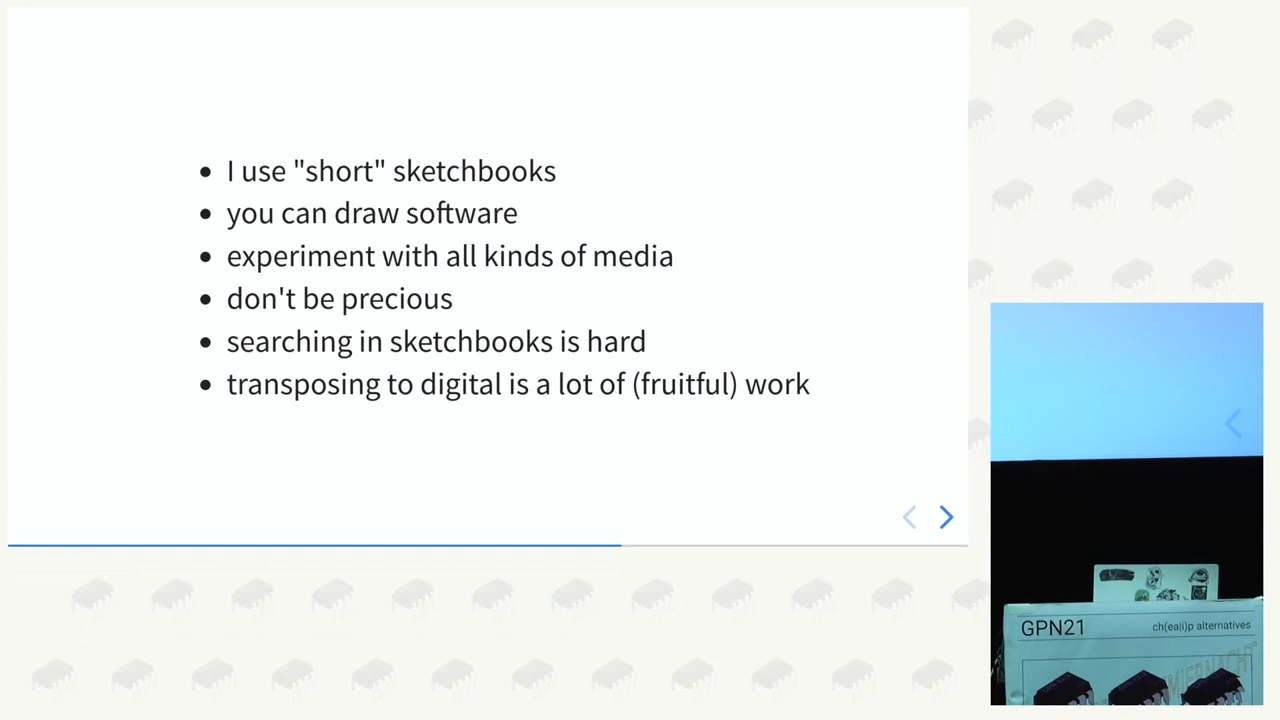 I use "short" sketchbooks
you can draw software
experiment with all kinds of media
don't be precious
searching in sketchbooks is hard
transposing to digital is a lot of (fruitful) work
GPN21
ch(ea|i)p alternatives